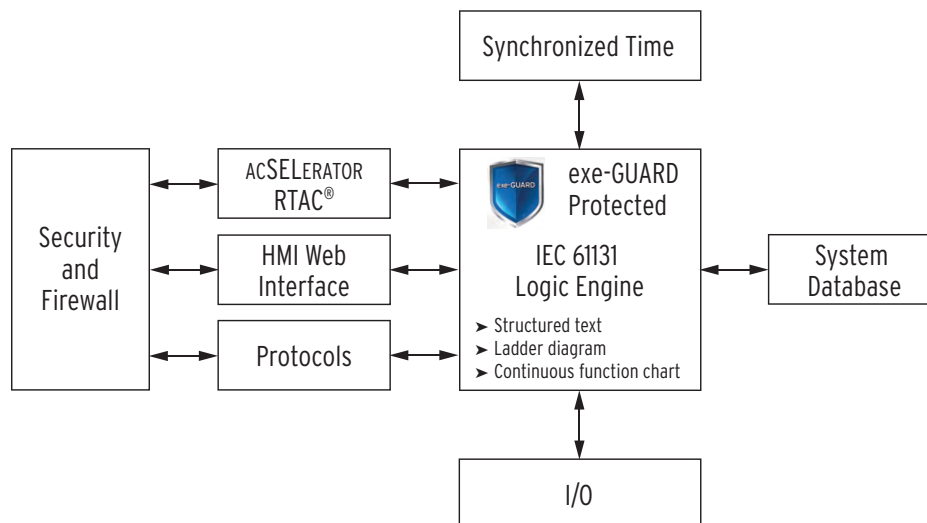 Synchronized Time
Security
and
Firewall
ACSELERATOR
RTAC®
HMI Web
Interface
Protocols
exe-GUARD
exe-GUARD
Protected
IEC 61131
Logic Engine
➤ Structured text
➤ Ladder diagram
➤ Continuous function chart
System
Database
I/O